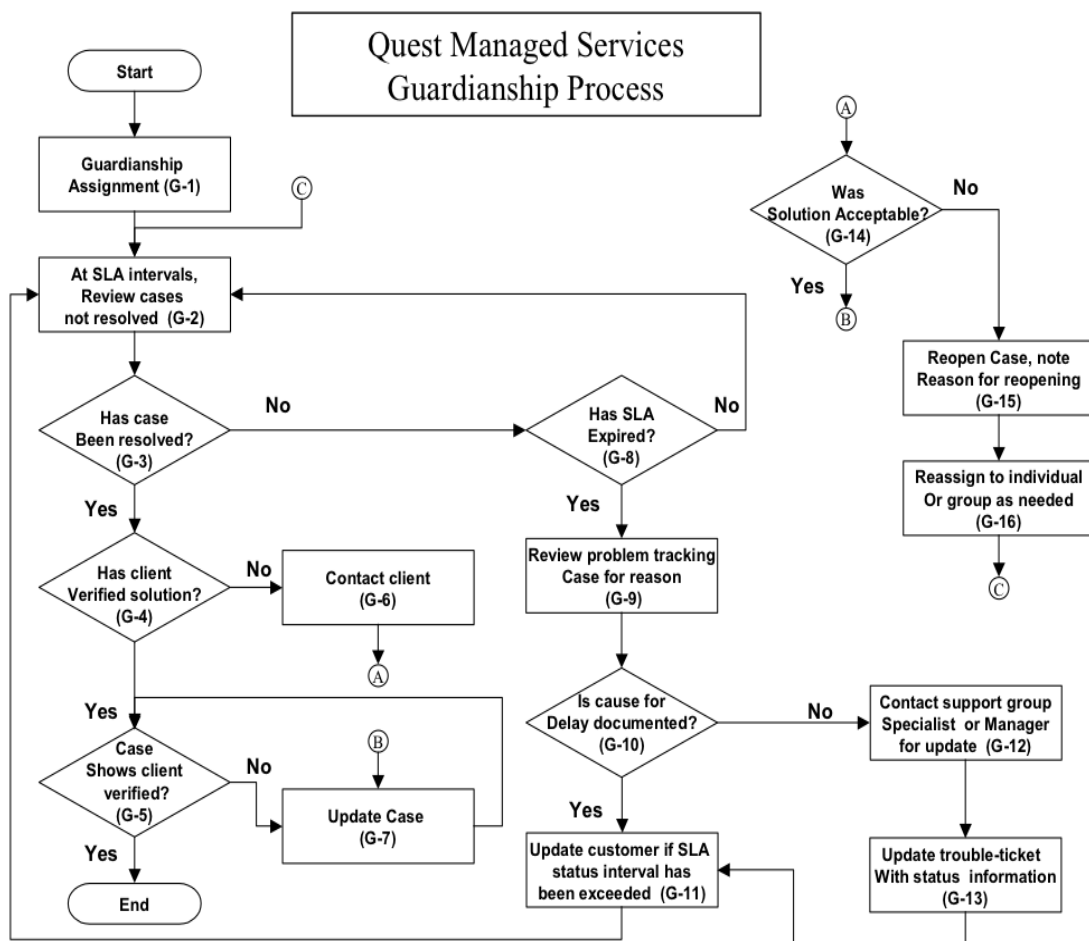 Quest Managed Services
Guardianship Process
Start
Guardianship
Assignment (G-1)
C
At SLA intervals,
Review cases
not resolved (G-2)
Has case
Been resolved?
(G-3)
No
Yes
Has SLA
Expired?
(G-8)
No
Yes
Has client
Verified solution?
(G-4)
No
Yes
Contact client
(G-6)
A
Case
Shows client
verified?
(G-5)
No
Yes
B
Update Case
(G-7)
End
Review problem tracking
Case for reason
(G-9)
Is cause for
Delay documented?
(G-10)
No
Yes
Update customer if SLA
status interval has
been exceeded (G-11)
Contact support group
Specialist or Manager
for update (G-12)
Update trouble-ticket
With status information
(G-13)
A
Was
Solution Acceptable?
(G-14)
No
Yes
B
Reopen Case, note
Reason for reopening
(G-15)
Reassign to individual
Or group as needed
(G-16)
C